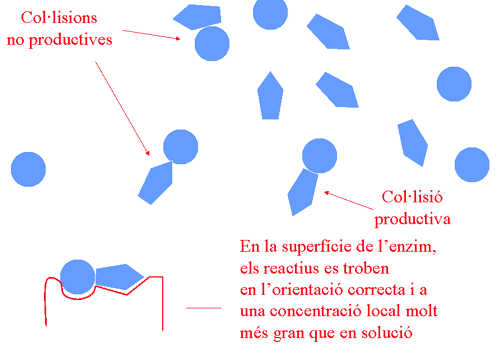 Col·lisions
no productives
Col·lisió
productiva
En la superfície de l'enzim,
els reactius es troben
en l'orientació correcta i a
una concentració local molt
més gran que en solució